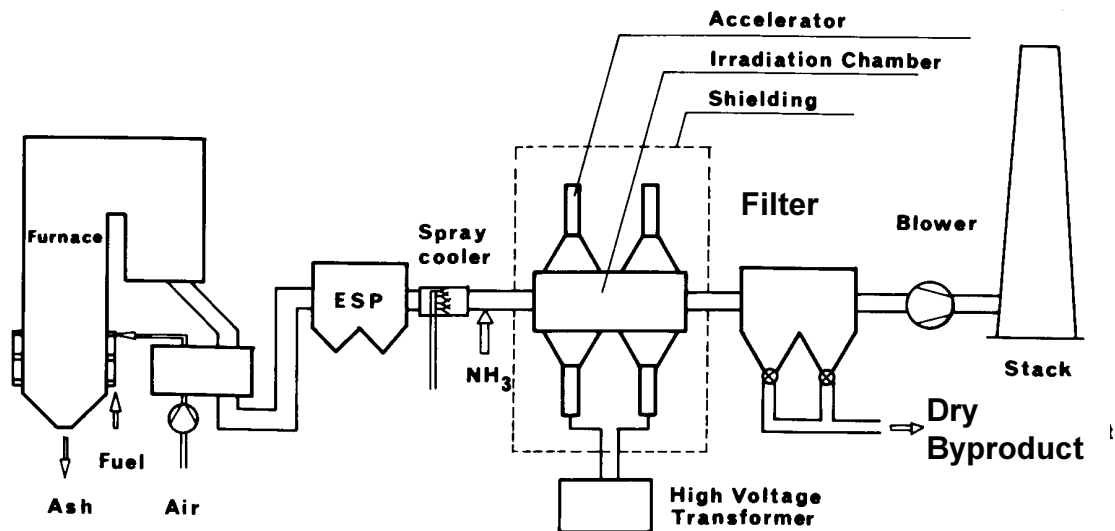 Accelerator
Irradiation Chamber
Shielding
Furnace
Spray
cooler
Filter
Blower
ESP
NH3
Stack
Dry
Byproduct
Fuel
Ash
Air
High Voltage
Transformer